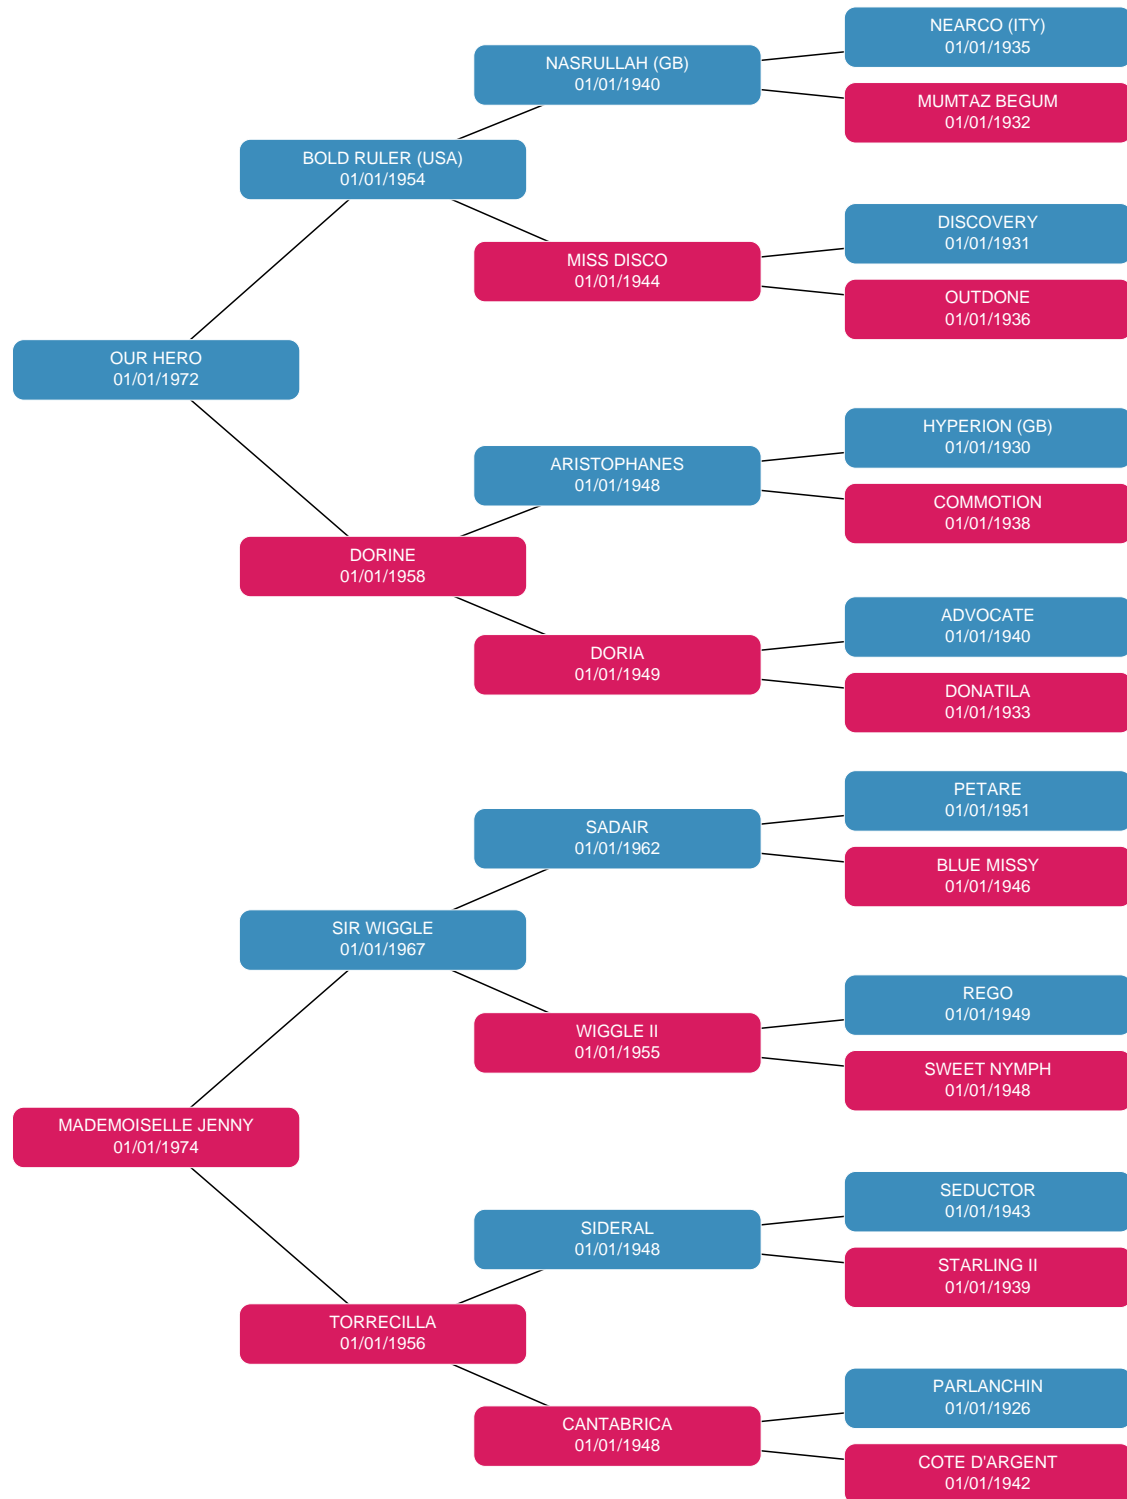 NEARCO (ITY)
01/01/1935
NASRULLAH (GB)
01/01/1940
MUMTAZ BEGUM
01/01/1932
BOLD RULER (USA)
01/01/1954
DISCOVERY
01/01/1931
MISS DISCO
01/01/1944
OUTDONE
01/01/1936
OUR HERO
01/01/1972
HYPERION (GB)
01/01/1930
ARISTOPHANES
01/01/1948
COMMOTION
01/01/1938
DORINE
01/01/1958
ADVOCATE
01/01/1940
DORIA
01/01/1949
DONATILA
01/01/1933
PETARE
01/01/1951
SADAIR
01/01/1962
BLUE MISSY
01/01/1946
SIR WIGGLE
01/01/1967
REGO
01/01/1949
WIGGLE II
01/01/1955
SWEET NYMPH
01/01/1948
MADEMOISELLE JENNY
01/01/1974
SEDUCTOR
01/01/1943
SIDERAL
01/01/1948
STARLING II
01/01/1939
TORRECILLA
01/01/1956
PARLANCHIN
01/01/1926
CANTABRICA
01/01/1948
COTE D'ARGENT
01/01/1942